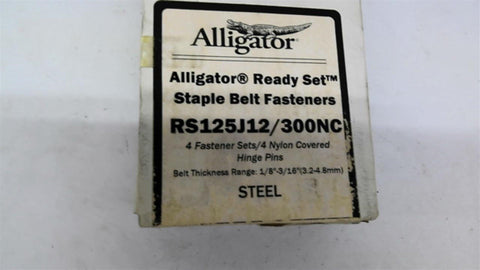 Alligator®
Alligator® Ready Set™
Staple Belt Fasteners
RS125J12/300NC
4 Fastener Sets/4 Nylon Covered
Hinge Pins
Belt Thickness Range: 1/8"-3/16"(3.2-4.8mm)
STEEL